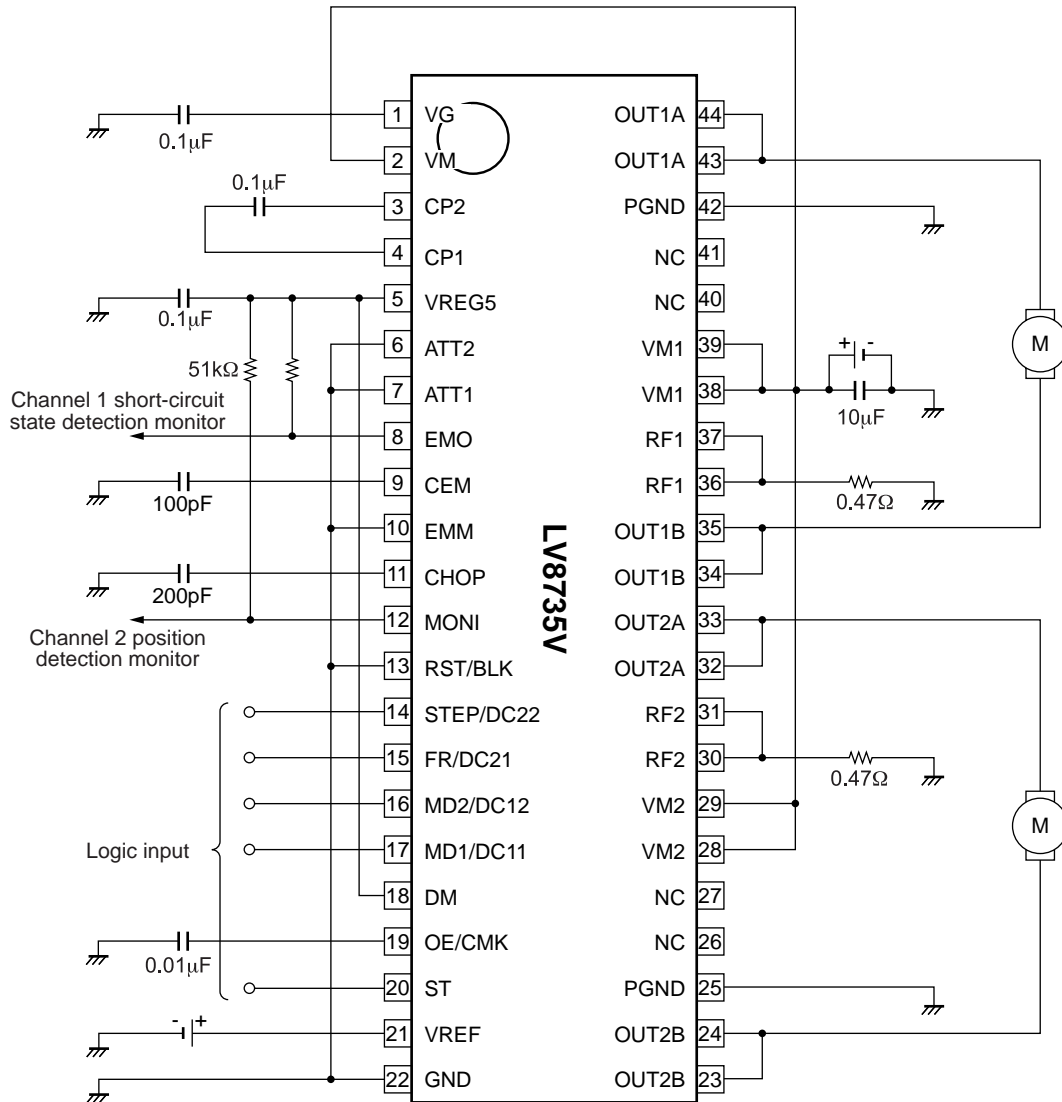 1 VG
2 VM
3 CP2
4 CP1
5 VREG5
6 ATT2
7 ATT1
8 EMO
9 CEM
10 EMM
11 CHOP
12 MONI
13 RST/BLK
14 STEP/DC22
15 FR/DC21
16 MD2/DC12
17 MD1/DC11
18 DM
19 OE/CMK
20 ST
21 VREF
22 GND
0.1μF
0.1μF
0.1μF
51kΩ
Channel 1 short-circuit
state detection monitor
100pF
200pF
Channel 2 position
detection monitor
Logic input
0.01μF
- +
LV8735V
OUT1A 44
OUT1A 43
PGND 42
NC 41
NC 40
VM1 39
VM1 38
RF1 37
RF1 36
OUT1B 35
OUT1B 34
OUT2A 33
OUT2A 32
RF2 31
RF2 30
VM2 29
VM2 28
NC 27
NC 26
PGND 25
OUT2B 24
OUT2B 23
+ -
10μF
0.47Ω
0.47Ω
M
M